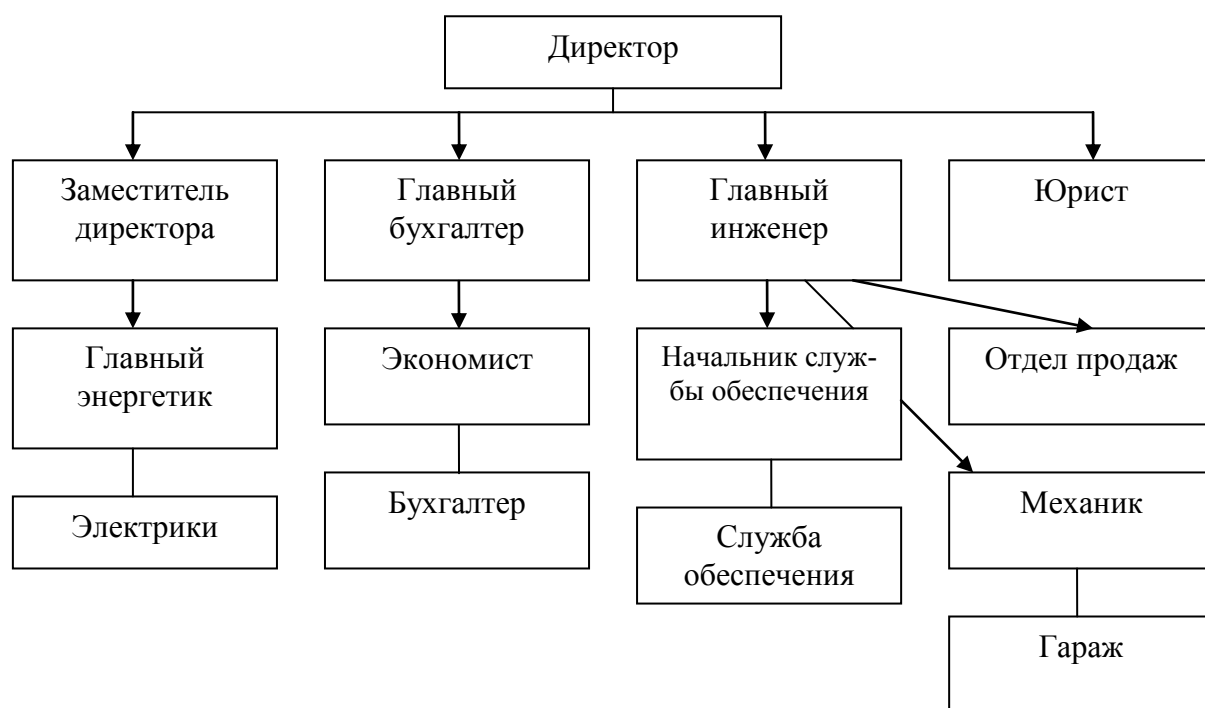 Директор
Заместитель
директора
Главный
бухгалтер
Главный
инженер
Юрист
Главный
энергетик
Экономист
Начальник служ-
бы обеспечения
Отдел продаж
Электрики
Бухгалтер
Служба
обеспечения
Механик
Гараж